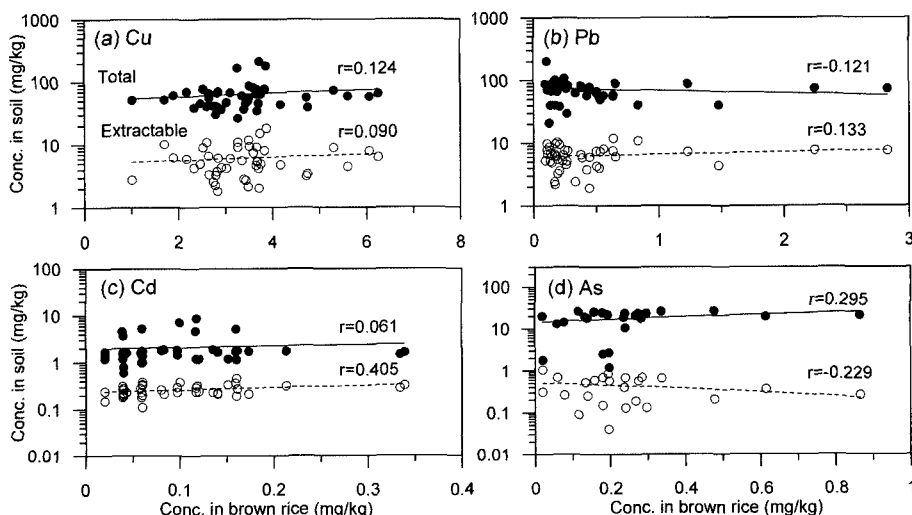 (a) Cu
Total
r=0.124
Extractable
r=0.090
Conc. in soil (mg/kg)
1000
100
10
1
0 2 4 6 8
(b) Pb
r=-0.121
r=0.133
1000
100
10
1
0 1 2 3
(c) Cd
r=0.061
r=0.405
Conc. in soil (mg/kg)
100
10
1
0.1
0.01
0 0.1 0.2 0.3 0.4
Conc. in brown rice (mg/kg)
(d) As
r=0.295
r=-0.229
100
10
1
0.1
0.01
0 0.2 0.4 0.6 0.8 1
Conc. in brown rice (mg/kg)